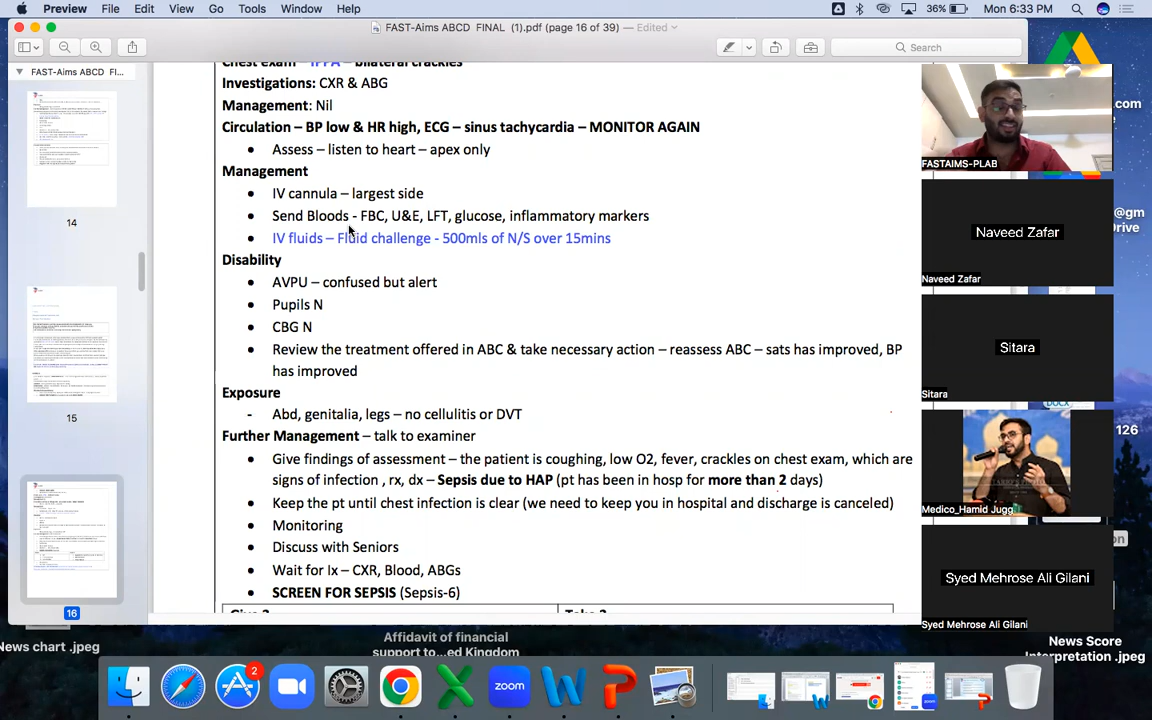 Preview File Edit View Go Tools Window Help
36% Mon 6:33 PM
FAST-Aims ABCD FINAL (1).pdf (page 16 of 39) — Edited
Search
FAST-Aims ABCD FI...
14
15
16
Chest exam – IPPA – bilateral crackles
Investigations: CXR & ABG
Management: Nil
Circulation – BP low & HR high, ECG – sinus tachycardia – MONITOR AGAIN
• Assess – listen to heart – apex only
Management
• IV cannula – largest side
• Send Bloods - FBC, U&E, LFT, glucose, inflammatory markers
• IV fluids – Fluid challenge - 500mls of N/S over 15mins
Disability
• AVPU – confused but alert
• Pupils N
• CBG N
• Review the treatment offered in ABC & take necessary action – reassess ABC – sats has improved, BP
has improved
Exposure
- Abd, genitalia, legs – no cellulitis or DVT
Further Management – talk to examiner
• Give findings of assessment – the patient is coughing, low O2, fever, crackles on chest exam, which are
signs of infection , rx, dx – Sepsis due to HAP (pt has been in hosp for more than 2 days)
• Keep the pt until chest infection is clear (we need to keep you in hospital and discharge is canceled)
• Monitoring
• Discuss with Seniors
• Wait for Ix – CXR, Blood, ABGs
• SCREEN FOR SEPSIS (Sepsis-6)
Give 3 Take 3
FASTAIMS-PLAB
Naveed Zafar
Naveed Zafar
Sitara
Sitara
Medico_Hamid Jugg
Syed Mehrose Ali Gilani
Syed Mehrose Ali Gilani
.com
@gm
Drive
DOCX
126
on
News chart .jpeg
Affidavit of financial
support to...ed Kingdom
News Score
Interpretation .jpeg
2
zoom